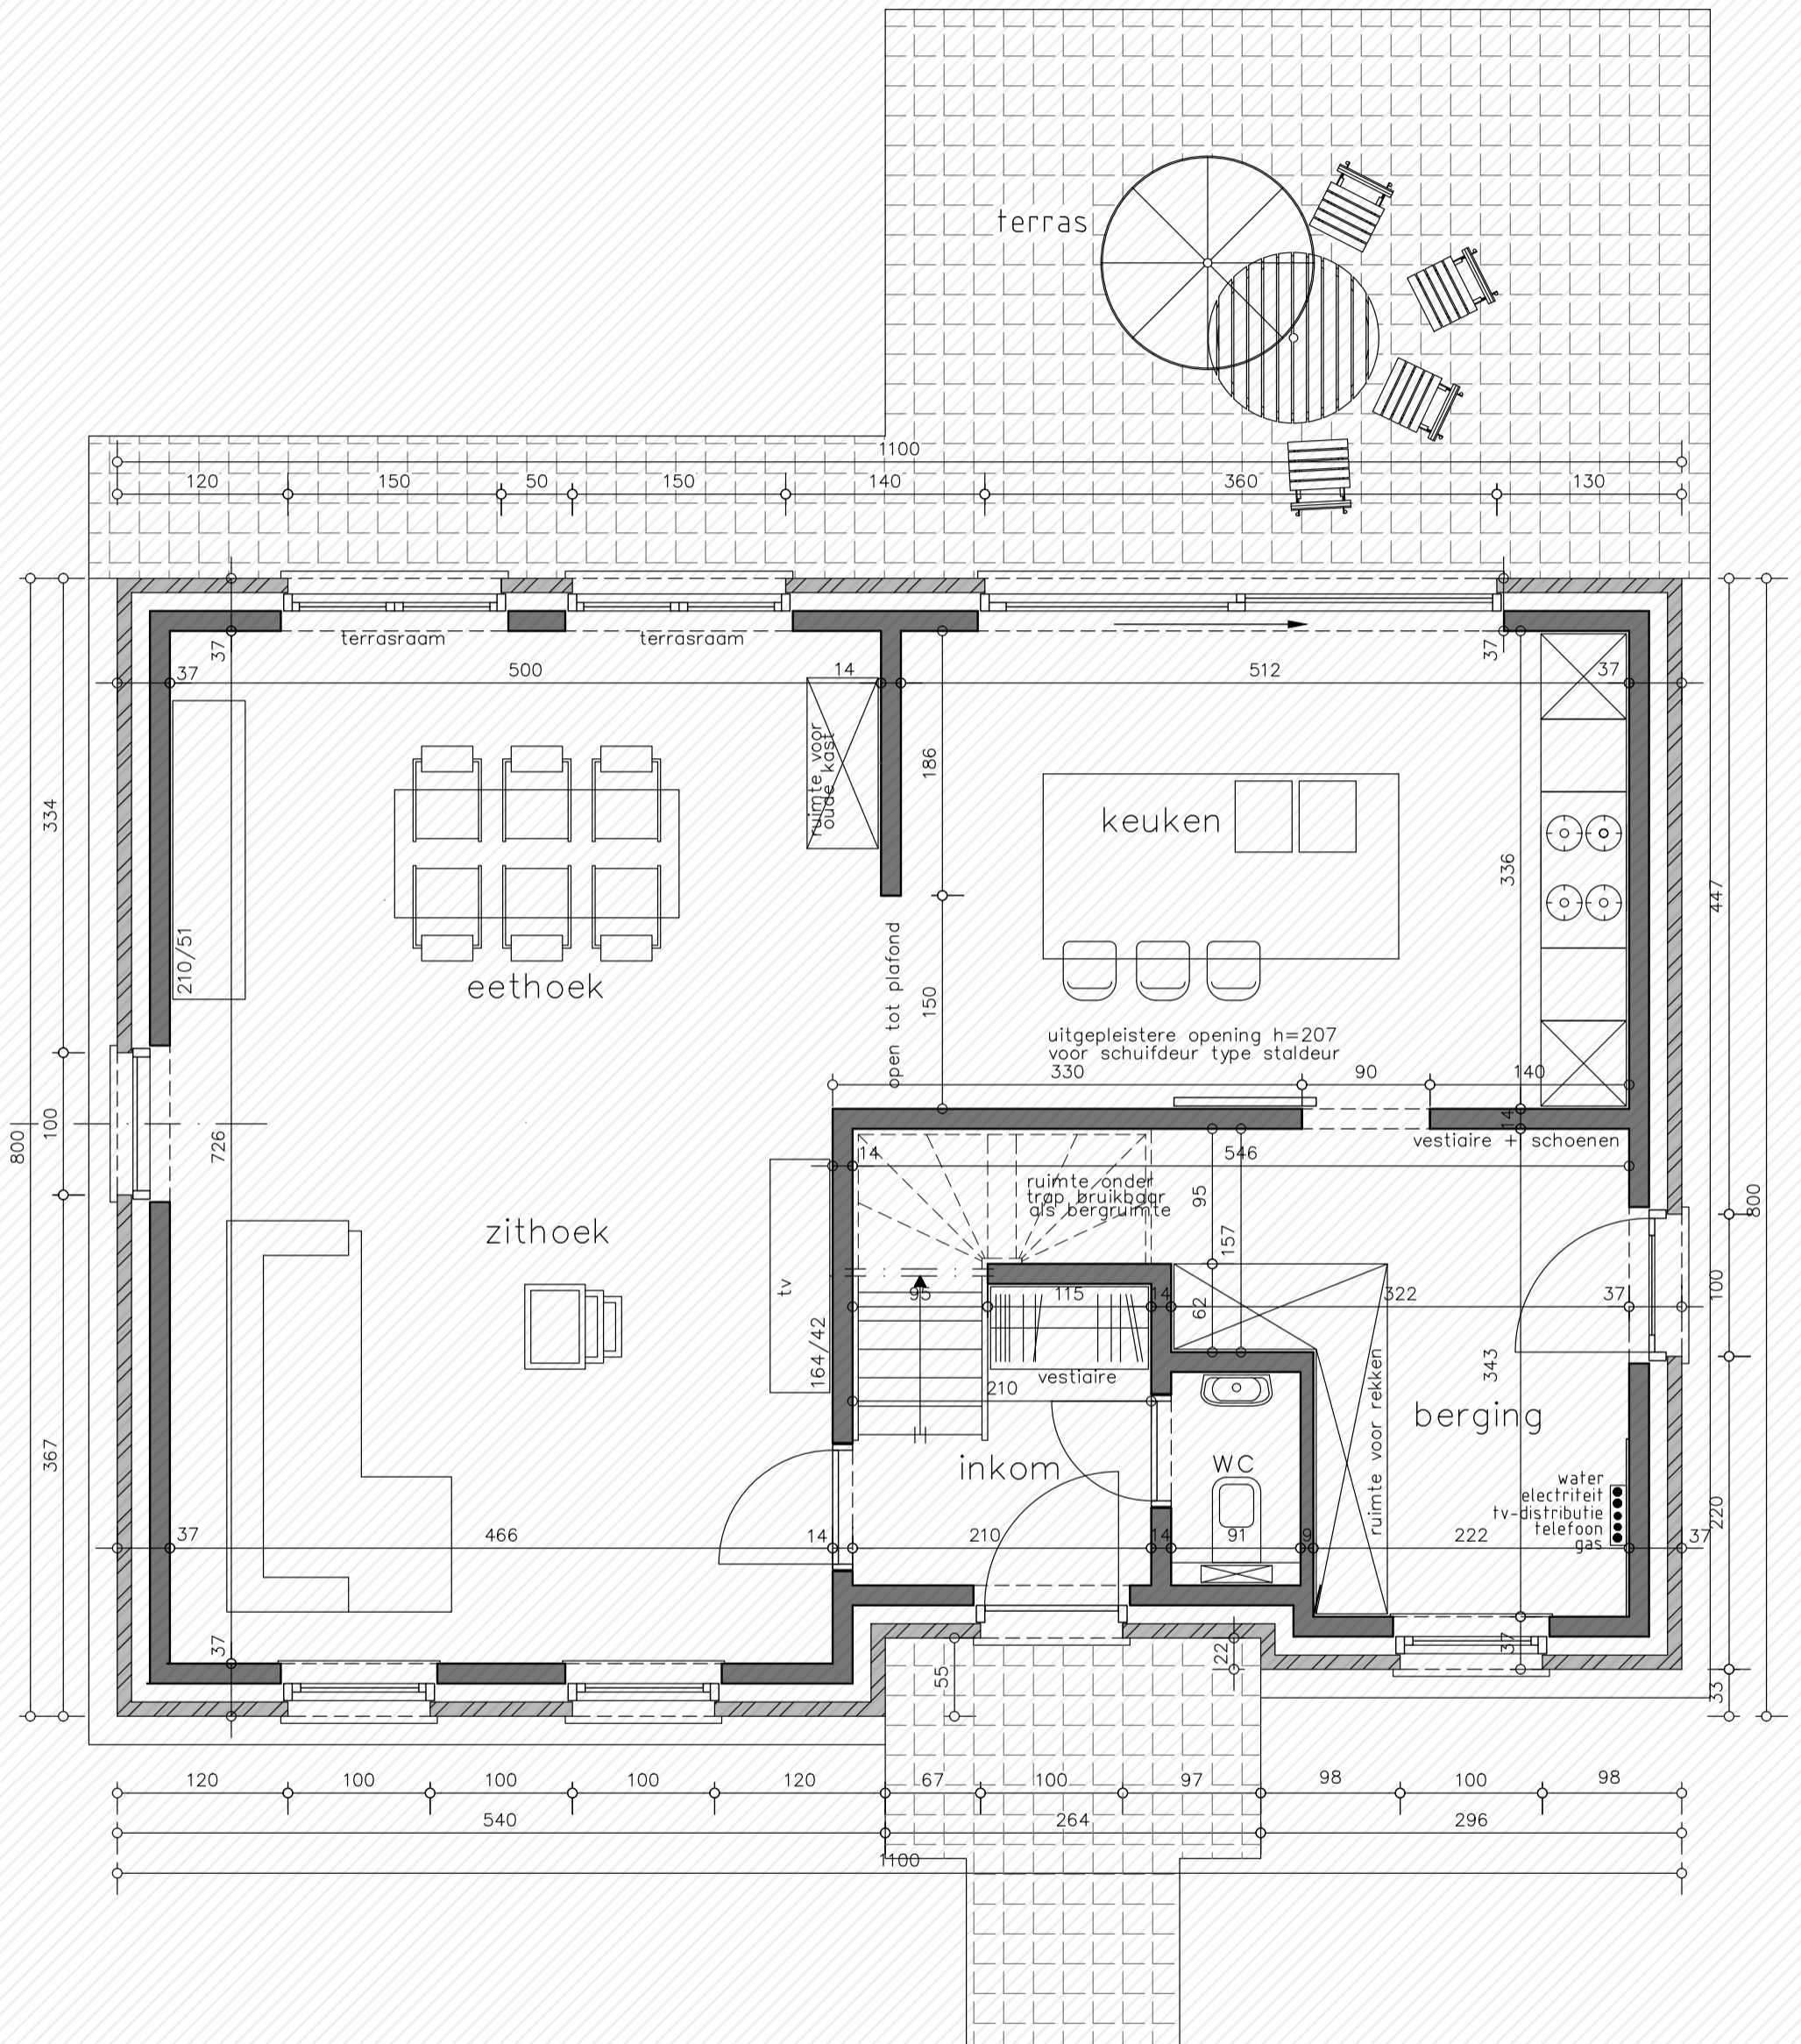 terras
1100
120 150 50 150 140 360 130
terrasraam terrasraam
37 37
37 500 14 512 37
ruimte voor
oude kast
186
334
keuken
336
447
210/51
eethoek
open tot plafond
150
uitgepleistere opening h=207
voor schuifdeur type staldeur
330 90 140
14
vestiaire + schoenen
800
100
726
14 546
ruimte onder
trap bruikbaar
als bergruimte
95
157
800
zithoek
tv
164/42
95 115 14 62 322 37
100
vestiaire
210
343
ruimte voor rekken
berging
367
inkom
WC
water
electriteit
tv-distributie
telefoon
gas
220
37 466 14 210 14 91 9 222 37
37
55
22
37
33
120 100 100 100 120 67 100 97 98 100 98
540 264 296
1100